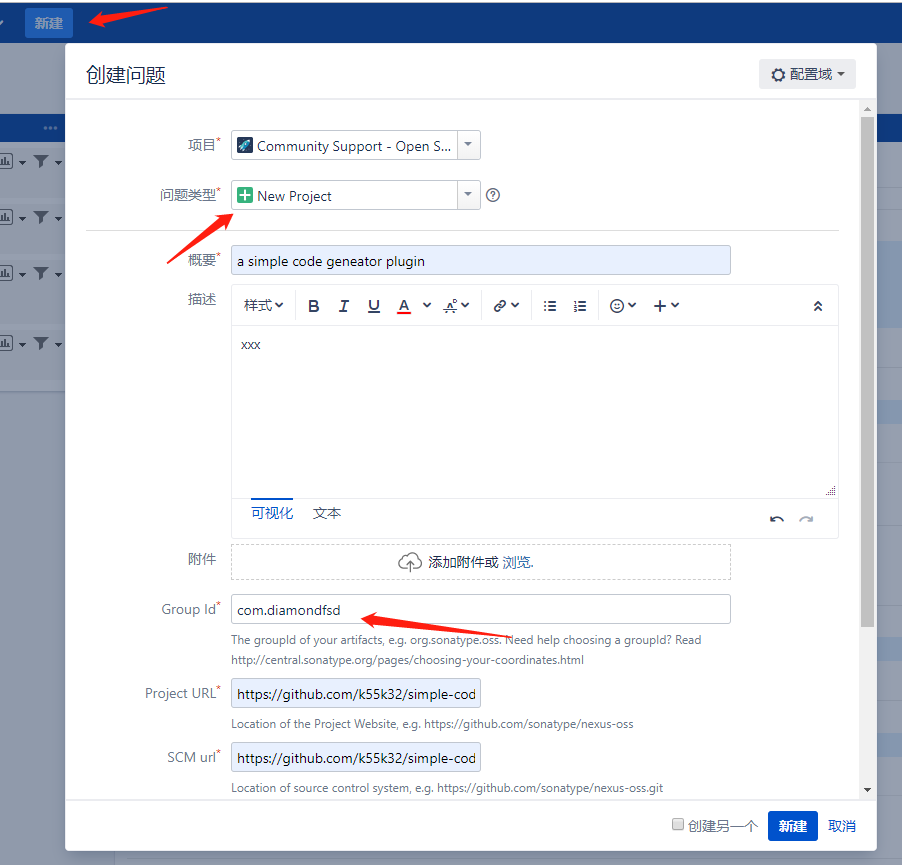 新建
创建问题
配置域
项目*
Community Support - Open S...
问题类型*
New Project
概要*
a simple code geneator plugin
描述
样式
B I U A
xxx
可视化 文本
附件
添加附件或 浏览.
Group Id*
com.diamondfsd
The groupId of your artifacts, e.g. org.sonatype.oss. Need help choosing a groupId? Read
http://central.sonatype.org/pages/choosing-your-coordinates.html
Project URL*
https://github.com/k55k32/simple-cod
Location of the Project Website, e.g. https://github.com/sonatype/nexus-oss
SCM url*
https://github.com/k55k32/simple-cod
Location of source control system, e.g. https://github.com/sonatype/nexus-oss.git
创建另一个 新建 取消